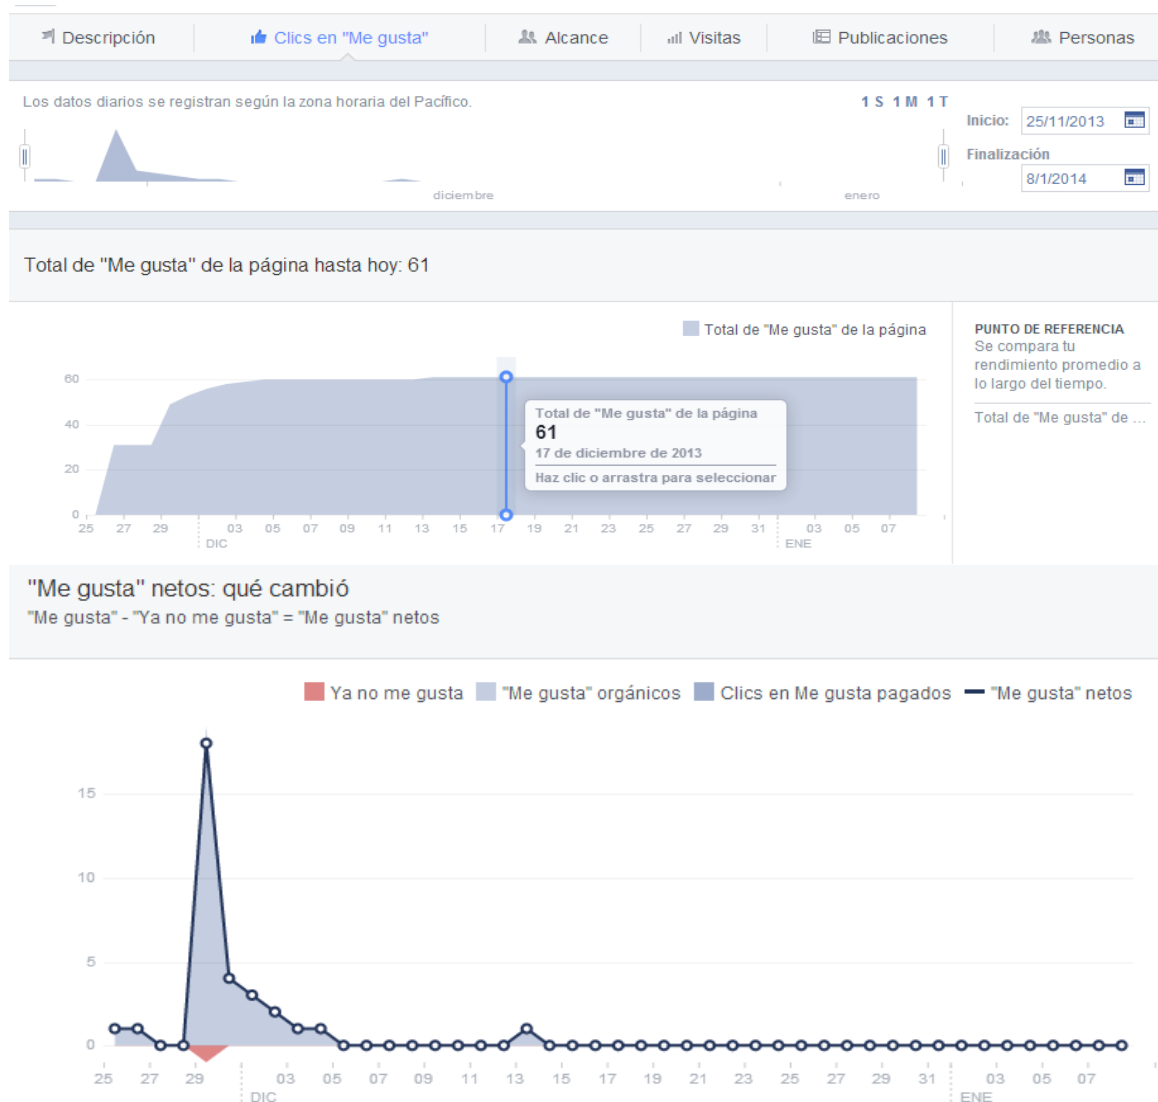 Descripción Clics en "Me gusta" Alcance Visitas Publicaciones Personas
Los datos diarios se registran según la zona horaria del Pacífico.
1 S 1 M 1 T
Inicio: 25/11/2013
Finalización
8/1/2014
diciembre enero
Total de "Me gusta" de la página hasta hoy: 61
Total de "Me gusta" de la página
60
40
20
0
25 27 29 03 05 07 09 11 13 15 17 19 21 23 25 27 29 31 03 05 07
DIC ENE
Total de "Me gusta" de la página
61
17 de diciembre de 2013
Haz clic o arrastra para seleccionar
PUNTO DE REFERENCIA
Se compara tu
rendimiento promedio a
lo largo del tiempo.
Total de "Me gusta" de ...
"Me gusta" netos: qué cambió
"Me gusta" - "Ya no me gusta" = "Me gusta" netos
Ya no me gusta "Me gusta" orgánicos Clics en Me gusta pagados "Me gusta" netos
15
10
5
0
25 27 29 03 05 07 09 11 13 15 17 19 21 23 25 27 29 31 03 05 07
DIC ENE